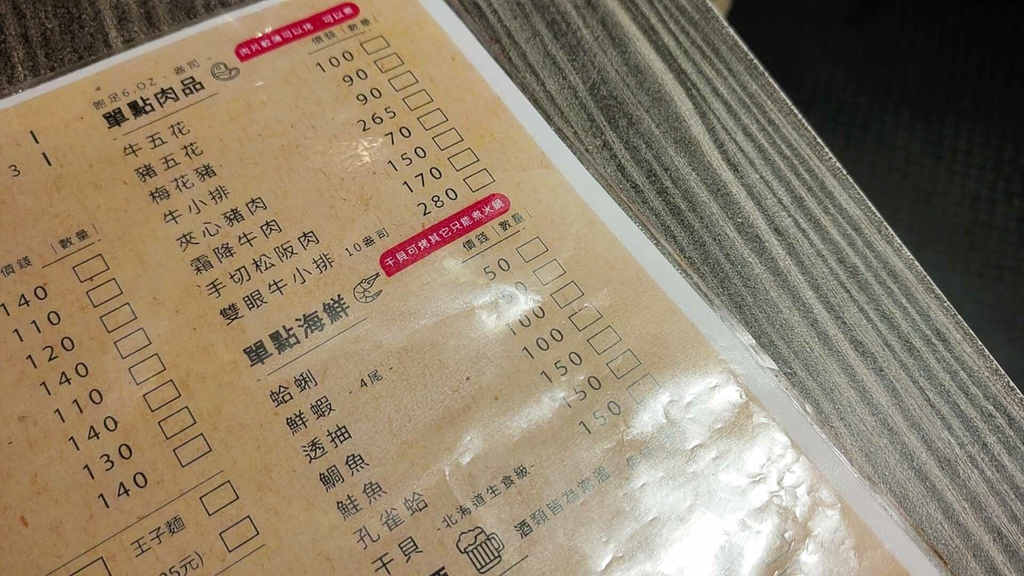 肉片較薄可以烤.可以煮
飽足6.OZ.盎司.
單點肉品
價錢 數量
牛五花 100
豬五花 90
梅花豬 90
牛小排 265
夾心豬肉 70
霜降牛肉 150
手切松阪肉 170
雙眼牛小排 10盎司 280
干貝可烤其它只能煮火鍋
單點海鮮
價錢 數量
蛤蜊 50
鮮蝦 -4尾- 50
透抽 100
鯛魚 100
鮭魚 150
孔雀蛤 150
干貝 北海道生食級- 150
酒類皆為常溫
3
價錢 數量
140
110
120
140
110
140
130
140
王子麵